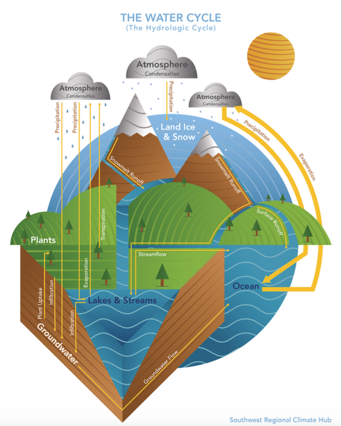 THE WATER CYCLE
(The Hydrologic Cycle)
Atmosphere
Condensation
Atmosphere
Condensation
Atmosphere
Condensation
Precipitation
Precipitation
Precipitation
Precipitation
Precipitation
Evaporation
Land Ice
& Snow
Snowmelt Runoff
Snowmelt Runoff
Transpiration
Surface Runoff
Plants
Streamflow
Evaporation
Ocean
Plant Uptake
Infiltration
Infiltration
Lakes & Streams
Groundwater
Groundwater Flow
Southwest Regional Climate Hub